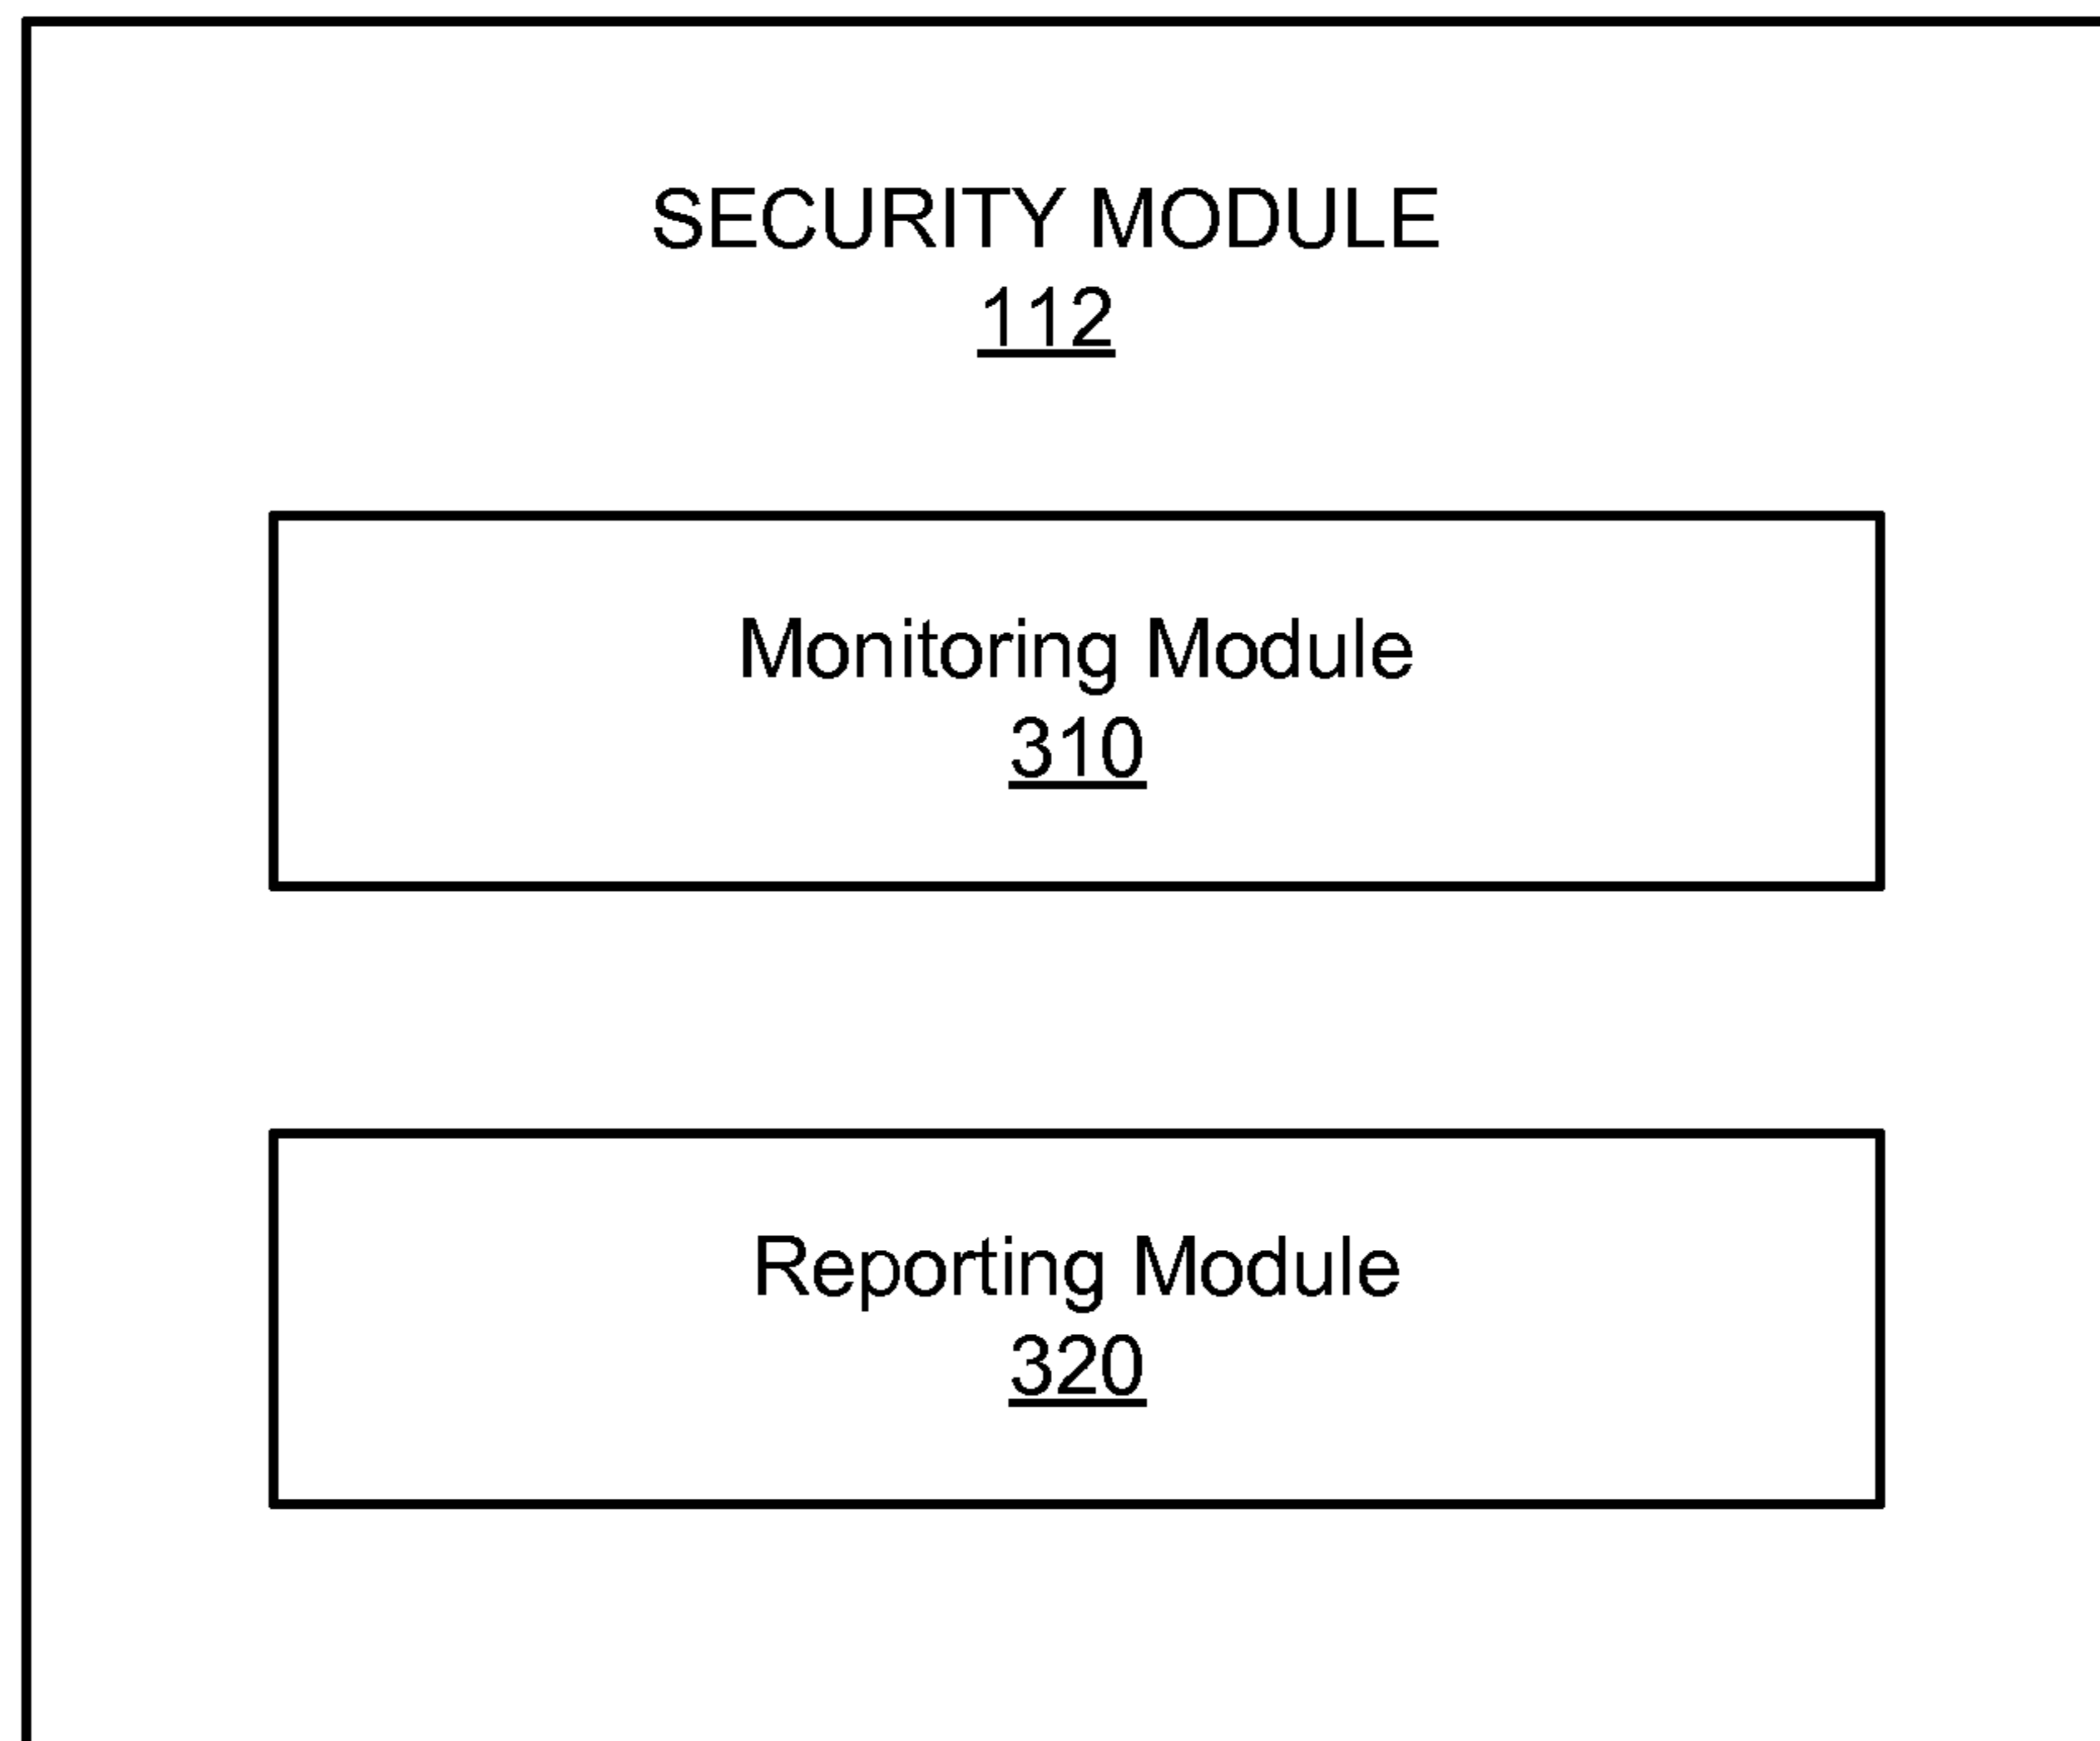 SECURITY MODULE
112
Monitoring Module
310
Reporting Module
320